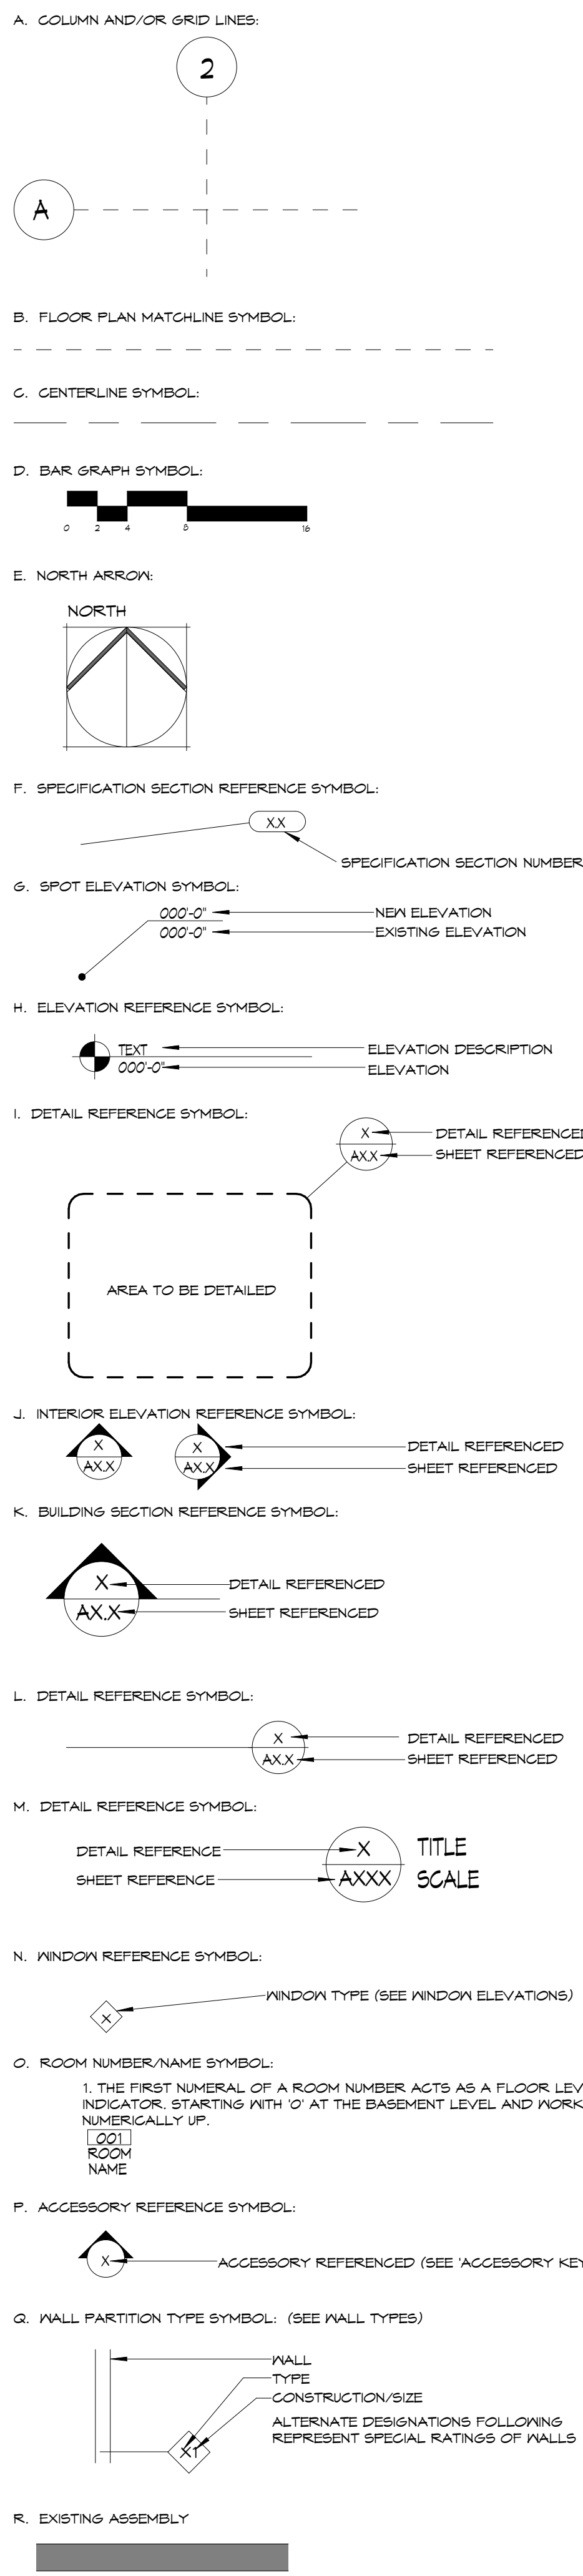 A. COLUMN AND/OR GRID LINES:
2
A
B. FLOOR PLAN MATCHLINE SYMBOL:
C. CENTERLINE SYMBOL:
D. BAR GRAPH SYMBOL:
0 2 4 8 16
E. NORTH ARROW:
NORTH
F. SPECIFICATION SECTION REFERENCE SYMBOL:
X.X
SPECIFICATION SECTION NUMBER
G. SPOT ELEVATION SYMBOL:
000'-0" NEW ELEVATION
000'-0" EXISTING ELEVATION
H. ELEVATION REFERENCE SYMBOL:
TEXT ELEVATION DESCRIPTION
000'-0" ELEVATION
I. DETAIL REFERENCE SYMBOL:
X DETAIL REFERENCED
AX.X SHEET REFERENCED
AREA TO BE DETAILED
J. INTERIOR ELEVATION REFERENCE SYMBOL:
X X DETAIL REFERENCED
AX.X AX.X SHEET REFERENCED
K. BUILDING SECTION REFERENCE SYMBOL:
X DETAIL REFERENCED
AX.X SHEET REFERENCED
L. DETAIL REFERENCE SYMBOL:
X DETAIL REFERENCED
AX.X SHEET REFERENCED
M. DETAIL REFERENCE SYMBOL:
DETAIL REFERENCE X TITLE
SHEET REFERENCE AXXX SCALE
N. WINDOW REFERENCE SYMBOL:
WINDOW TYPE (SEE WINDOW ELEVATIONS)
X
O. ROOM NUMBER/NAME SYMBOL:
1. THE FIRST NUMERAL OF A ROOM NUMBER ACTS AS A FLOOR LEV
INDICATOR. STARTING WITH '0' AT THE BASEMENT LEVEL AND WORK
NUMERICALLY UP.
001
ROOM
NAME
P. ACCESSORY REFERENCE SYMBOL:
X ACCESSORY REFERENCED (SEE 'ACCESSORY KEY
Q. WALL PARTITION TYPE SYMBOL: (SEE WALL TYPES)
WALL
TYPE
CONSTRUCTION/SIZE
ALTERNATE DESIGNATIONS FOLLOWING
REPRESENT SPECIAL RATINGS OF WALLS
X1
R. EXISTING ASSEMBLY